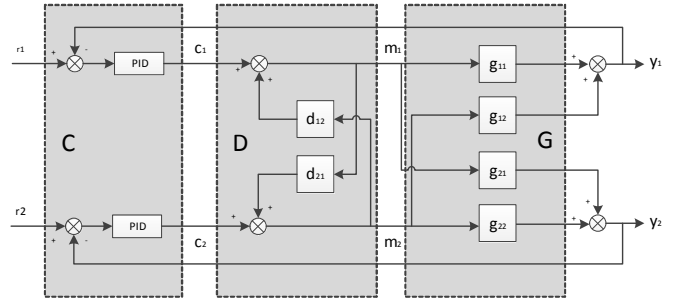 r1 + - PID c1 + + m1 g11 + + y1
d12 g12
C D G
d21 g21
r2 + - PID c2 + + m2 g22 + + y2